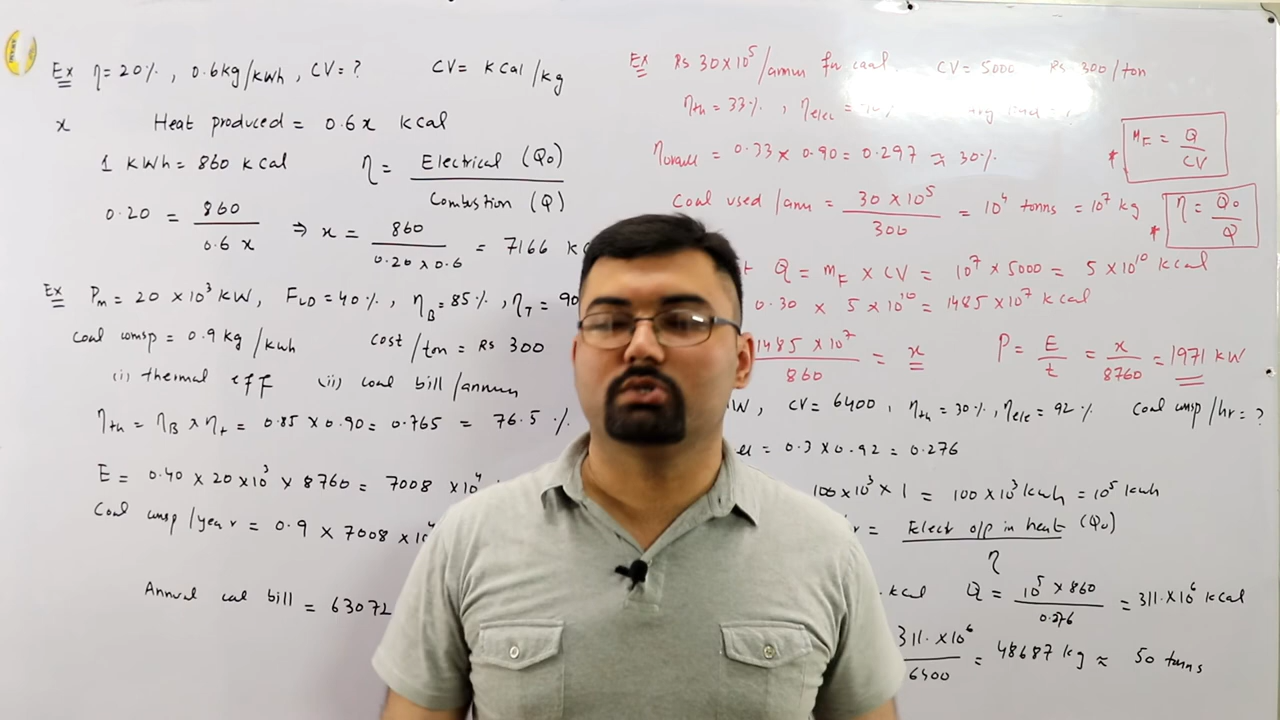 Ex η = 20%, 0.6 kg/kWh CV = ? CV = kCal/kg
x Heat produced = 0.6x kCal
1 kWh = 860 kCal η = Electrical (Q₀) / Combustion (Q)
0.20 = 860 / 0.6 x ⇒ x = 860 / 0.20 × 0.6 = 7166
Ex Pm = 20 × 10³ kW, FLD = 40%, ηB = 85%, ηT = 90
Coal consp = 0.9 kg/kWh cost/ton = Rs 300
(i) thermal eff (ii) coal bill/annum
ηth = ηB × ηt = 0.85 × 0.90 = 0.765 = 76.5 %
E = 0.40 × 20 × 10³ × 8760 = 7008 × 10⁴
Coal consp/year = 0.9 × 7008 ×
Annual coal bill = 63072
Ex Rs 30 × 10⁵/annum for coal. CV = 5000 Rs 300/ton
ηth = 33%, ηelec =
ηoverall = 0.33 × 0.90 = 0.297 ≈ 30%
* mF = Q / CV
Coal used/annu = 30 × 10⁵ / 300 = 10⁴ tonns = 10⁷ kg
* η = Q₀ / Q
Q = mF × CV = 10⁷ × 5000 = 5 × 10¹⁰ kCal
0.30 × 5 × 10¹⁰ = 1485 × 10⁷ kCal
1485 × 10⁷ / 860 = x P = E / t = x / 8760 = 1971 kW
CV = 6400, ηth = 30%, ηele = 92% Coal consp/hr = ?
= 0.3 × 0.92 = 0.276
100 × 10³ × 1 = 100 × 10³ kWh = 10⁵ kWh
= Elect o/p in heat (Q₀) / η
kCal Q = 10⁵ × 860 / 0.276 = 311. × 10⁶ kCal
311. × 10⁶ / 6400 = 48687 kg ≈ 50 tonns